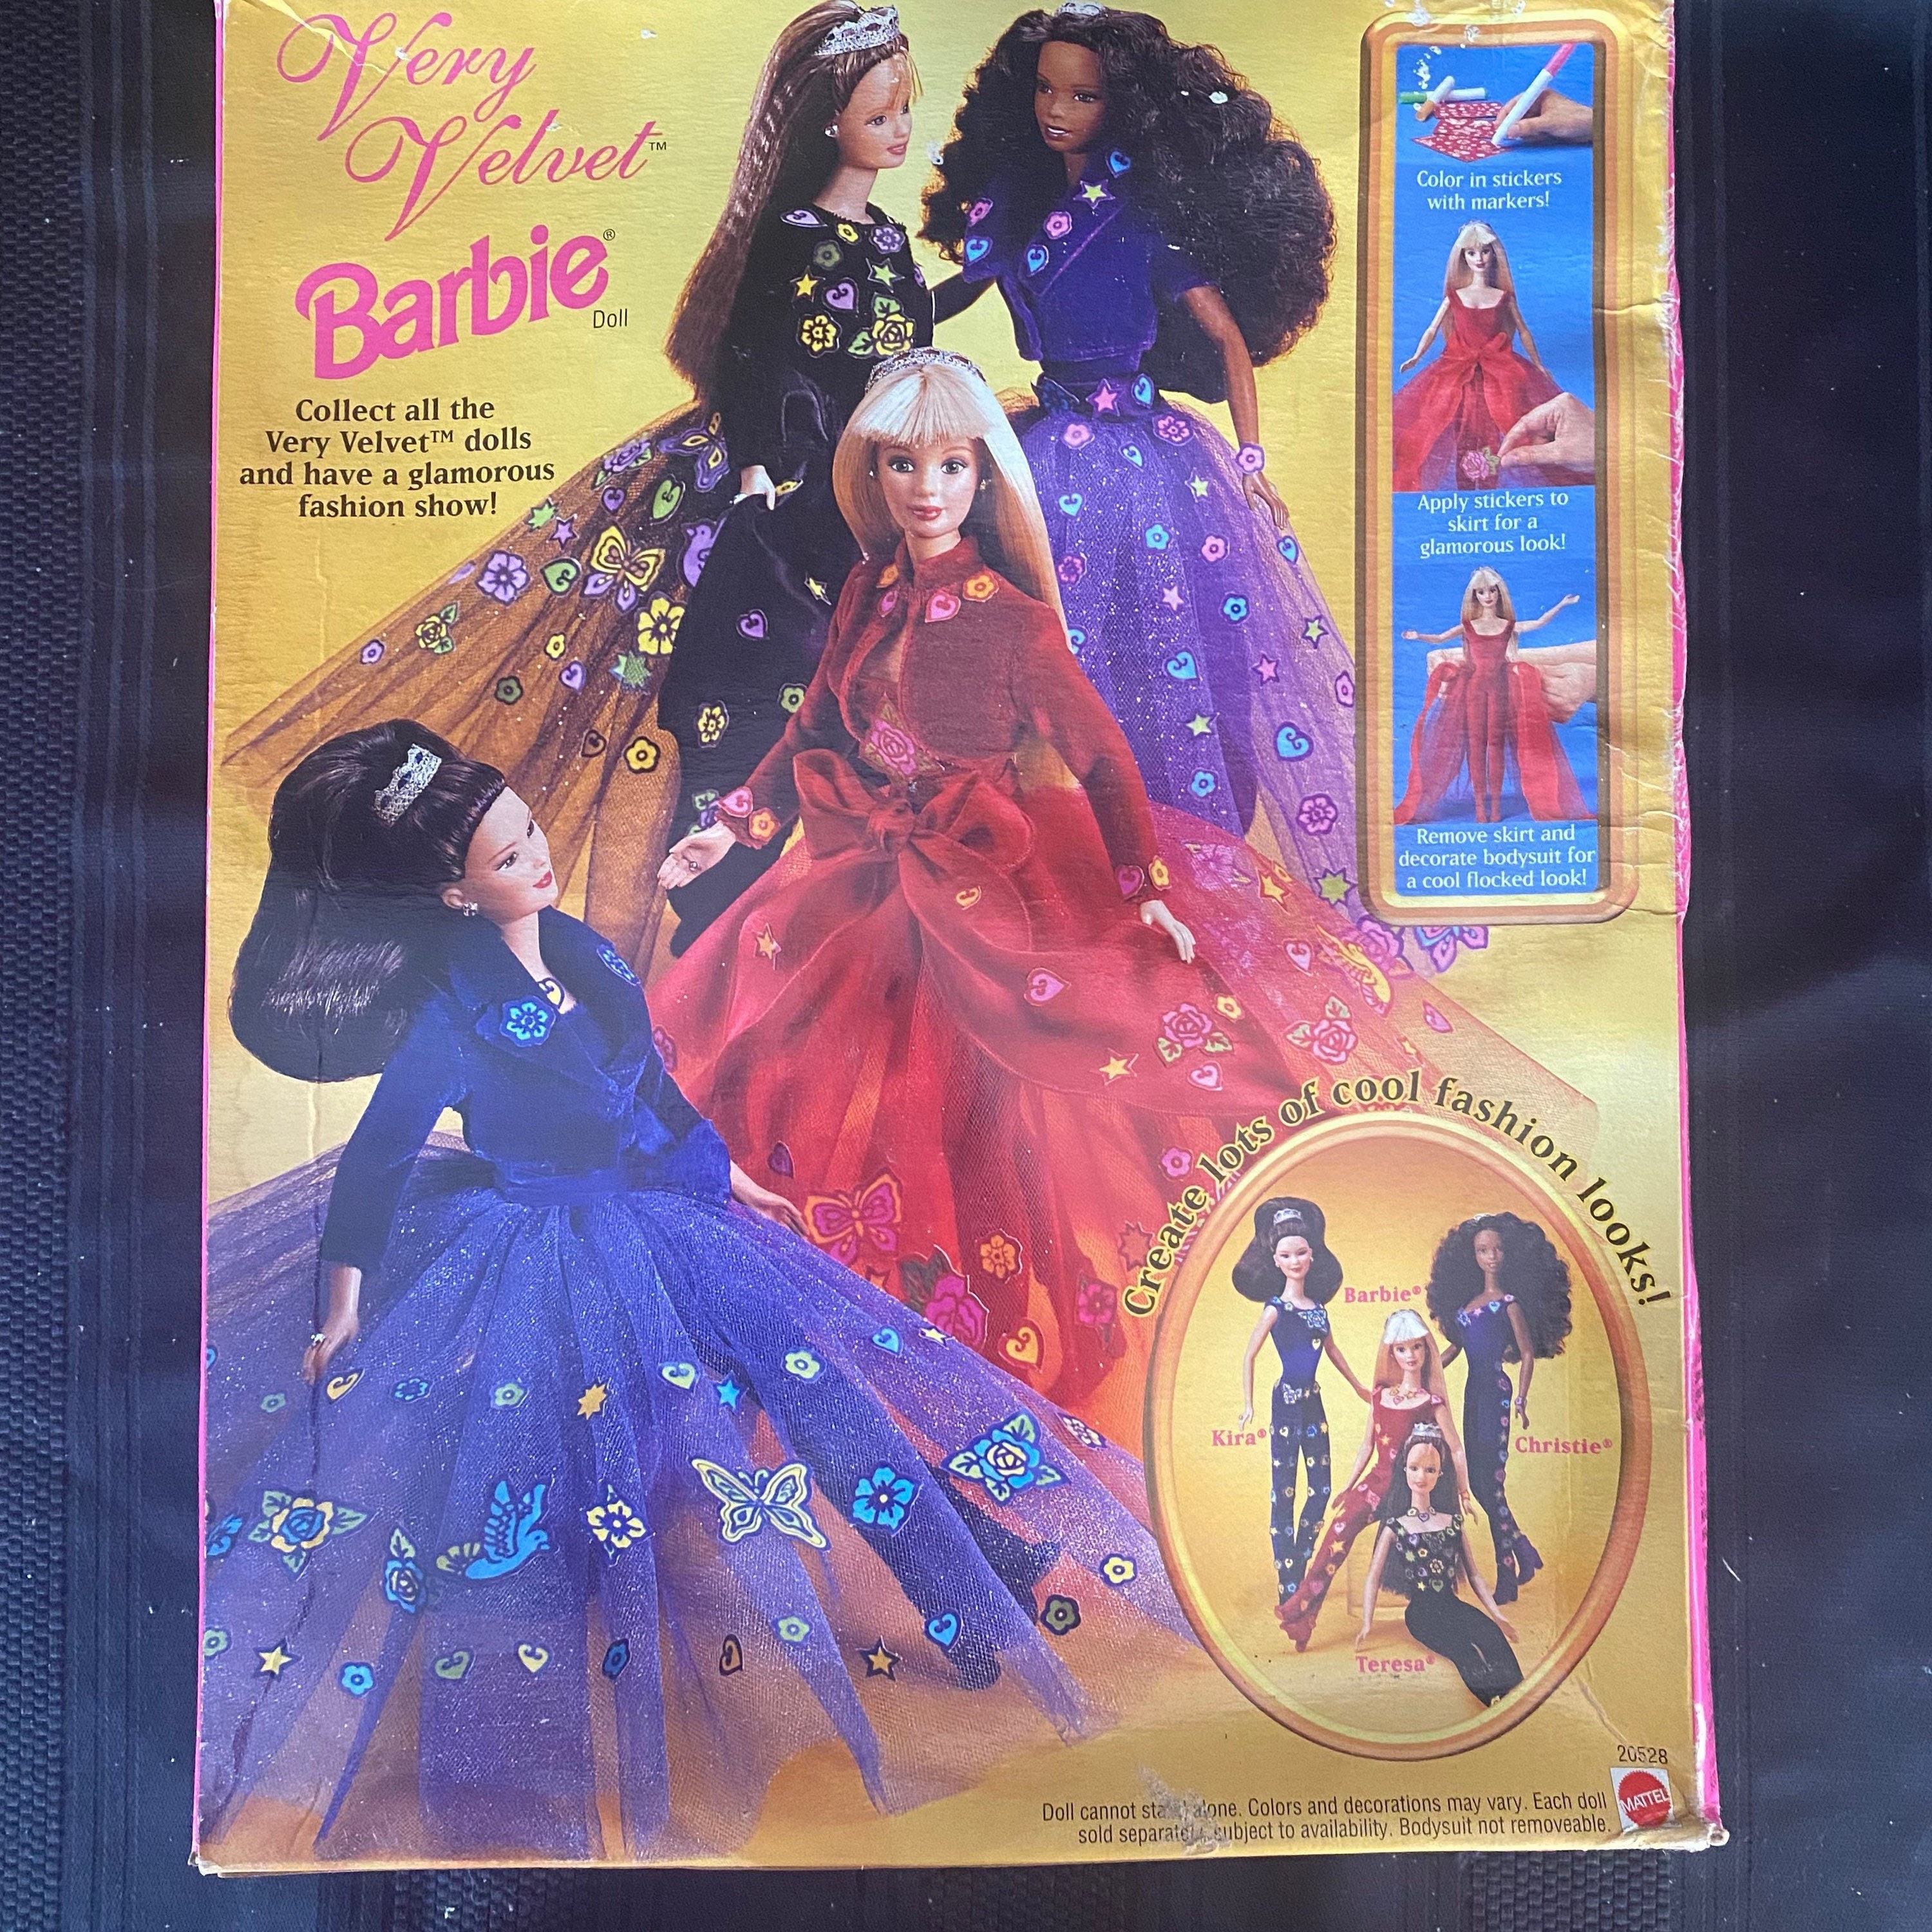 Very
Velvet™
Barbie®
Doll
Collect all the
Very Velvet™ dolls
and have a glamorous
fashion show!
Color in stickers
with markers!
Apply stickers to
skirt for a
glamorous look!
Remove skirt and
decorate bodysuit for
a cool flocked look!
Create lots of cool fashion looks!
Barbie®
Kira®
Christie®
Teresa®
20528
MATTEL
Doll cannot alone. Colors and decorations may vary. Each doll
sold subject to availability. Bodysuit not removeable.